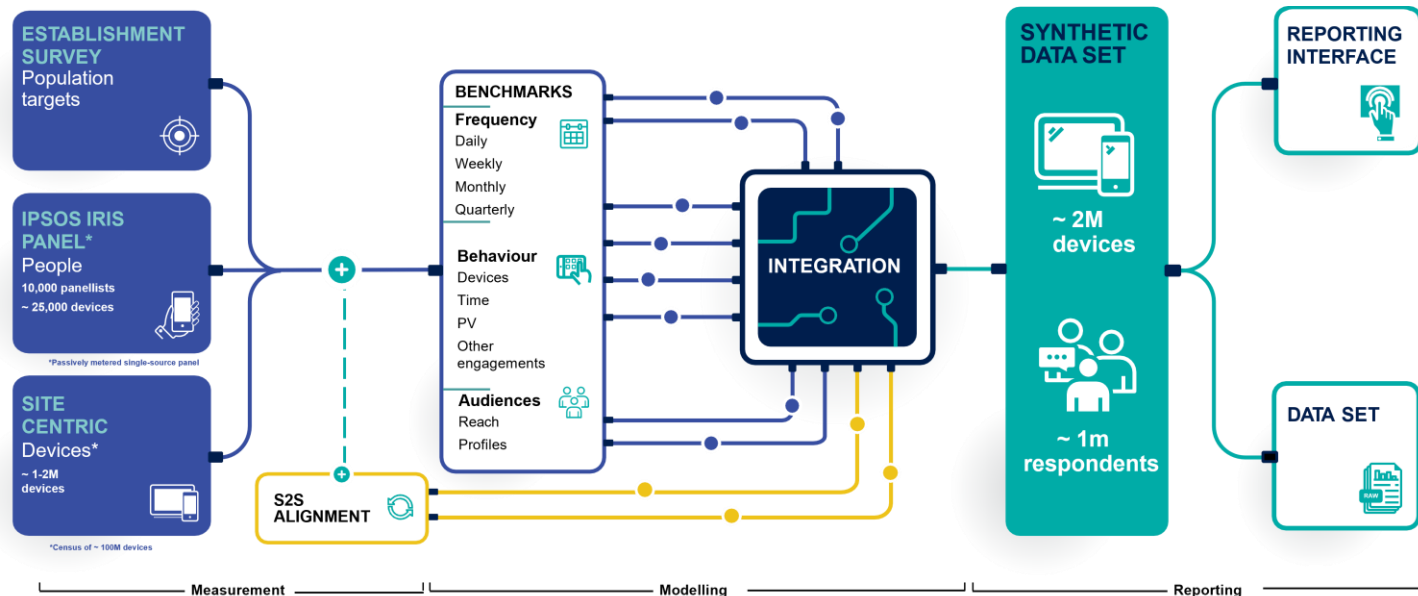 ESTABLISHMENT
SURVEY
Population
targets
IPSOS IRIS
PANEL*
People
10,000 panellists
~ 25,000 devices
*Passively metered single-source panel
SITE
CENTRIC
Devices*
~ 1-2M
devices
*Census of ~ 100M devices
S2S
ALIGNMENT
BENCHMARKS
Frequency
Daily
Weekly
Monthly
Quarterly
Behaviour
Devices
Time
PV
Other
engagements
Audiences
Reach
Profiles
INTEGRATION
SYNTHETIC
DATA SET
~ 2M
devices
~ 1m
respondents
REPORTING
INTERFACE
DATA SET
RAW
Measurement
Modelling
Reporting